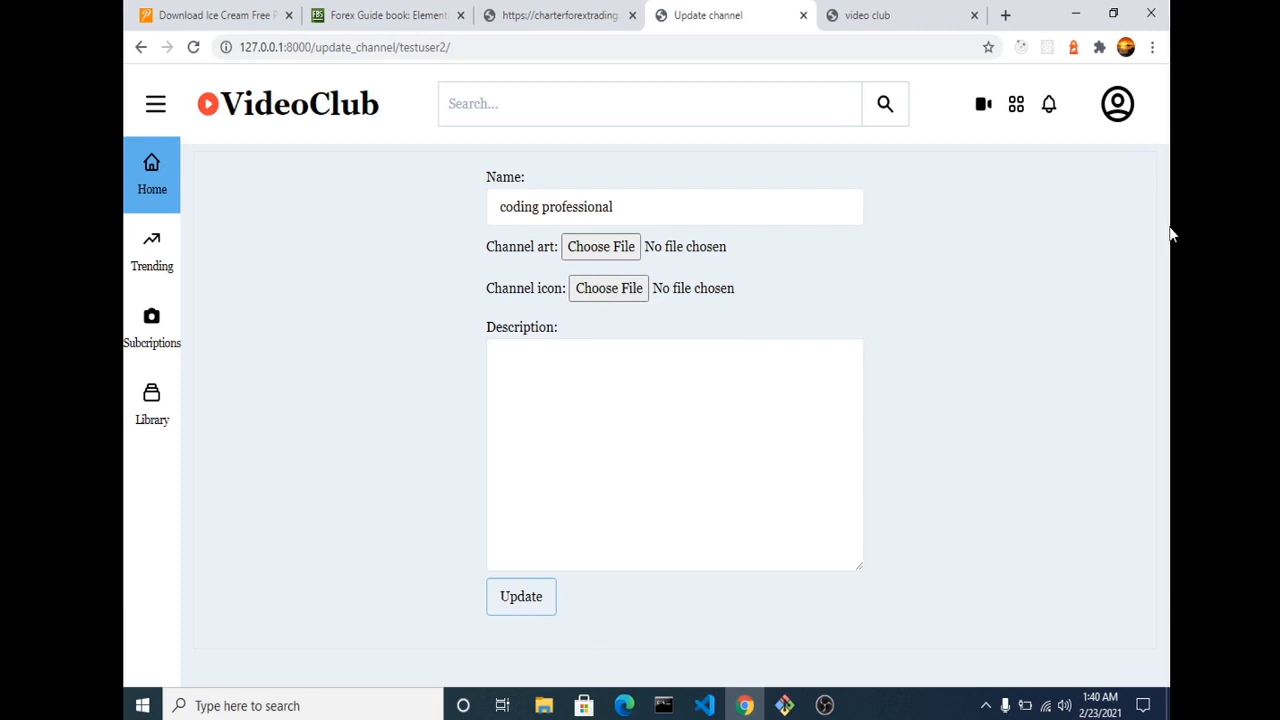 Download Ice Cream Free P
Forex Guide book: Element
https://charterforextrading
Update channel
video club
127.0.0.1:8000/update_channel/testuser2/
VideoClub
Search...
Home
Trending
Subcriptions
Library
Name:
coding professional
Channel art: Choose File No file chosen
Channel icon: Choose File No file chosen
Description:
Update
Type here to search
1:40 AM
2/23/2021